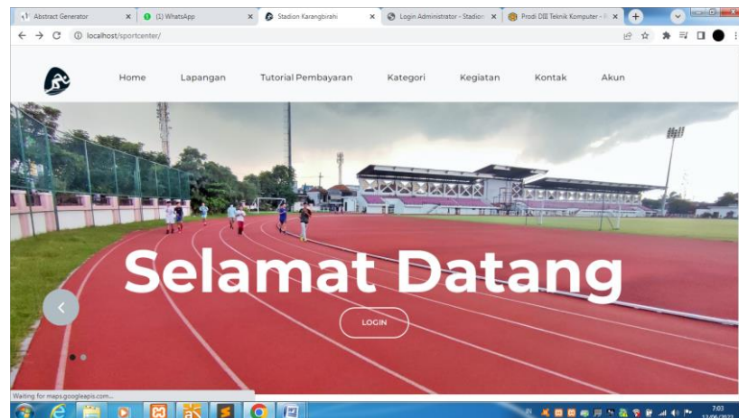 Abstract Generator
(1) WhatsApp
Stadion Karangbirahi
Login Administrator - Stadion
Prodi DIII Teknik Komputer -
localhost/sportcenter/
Home Lapangan Tutorial Pembayaran Kategori Kegiatan Kontak Akun
Selamat Datang
LOGIN
Waiting for maps.googleapis.com...
7:03